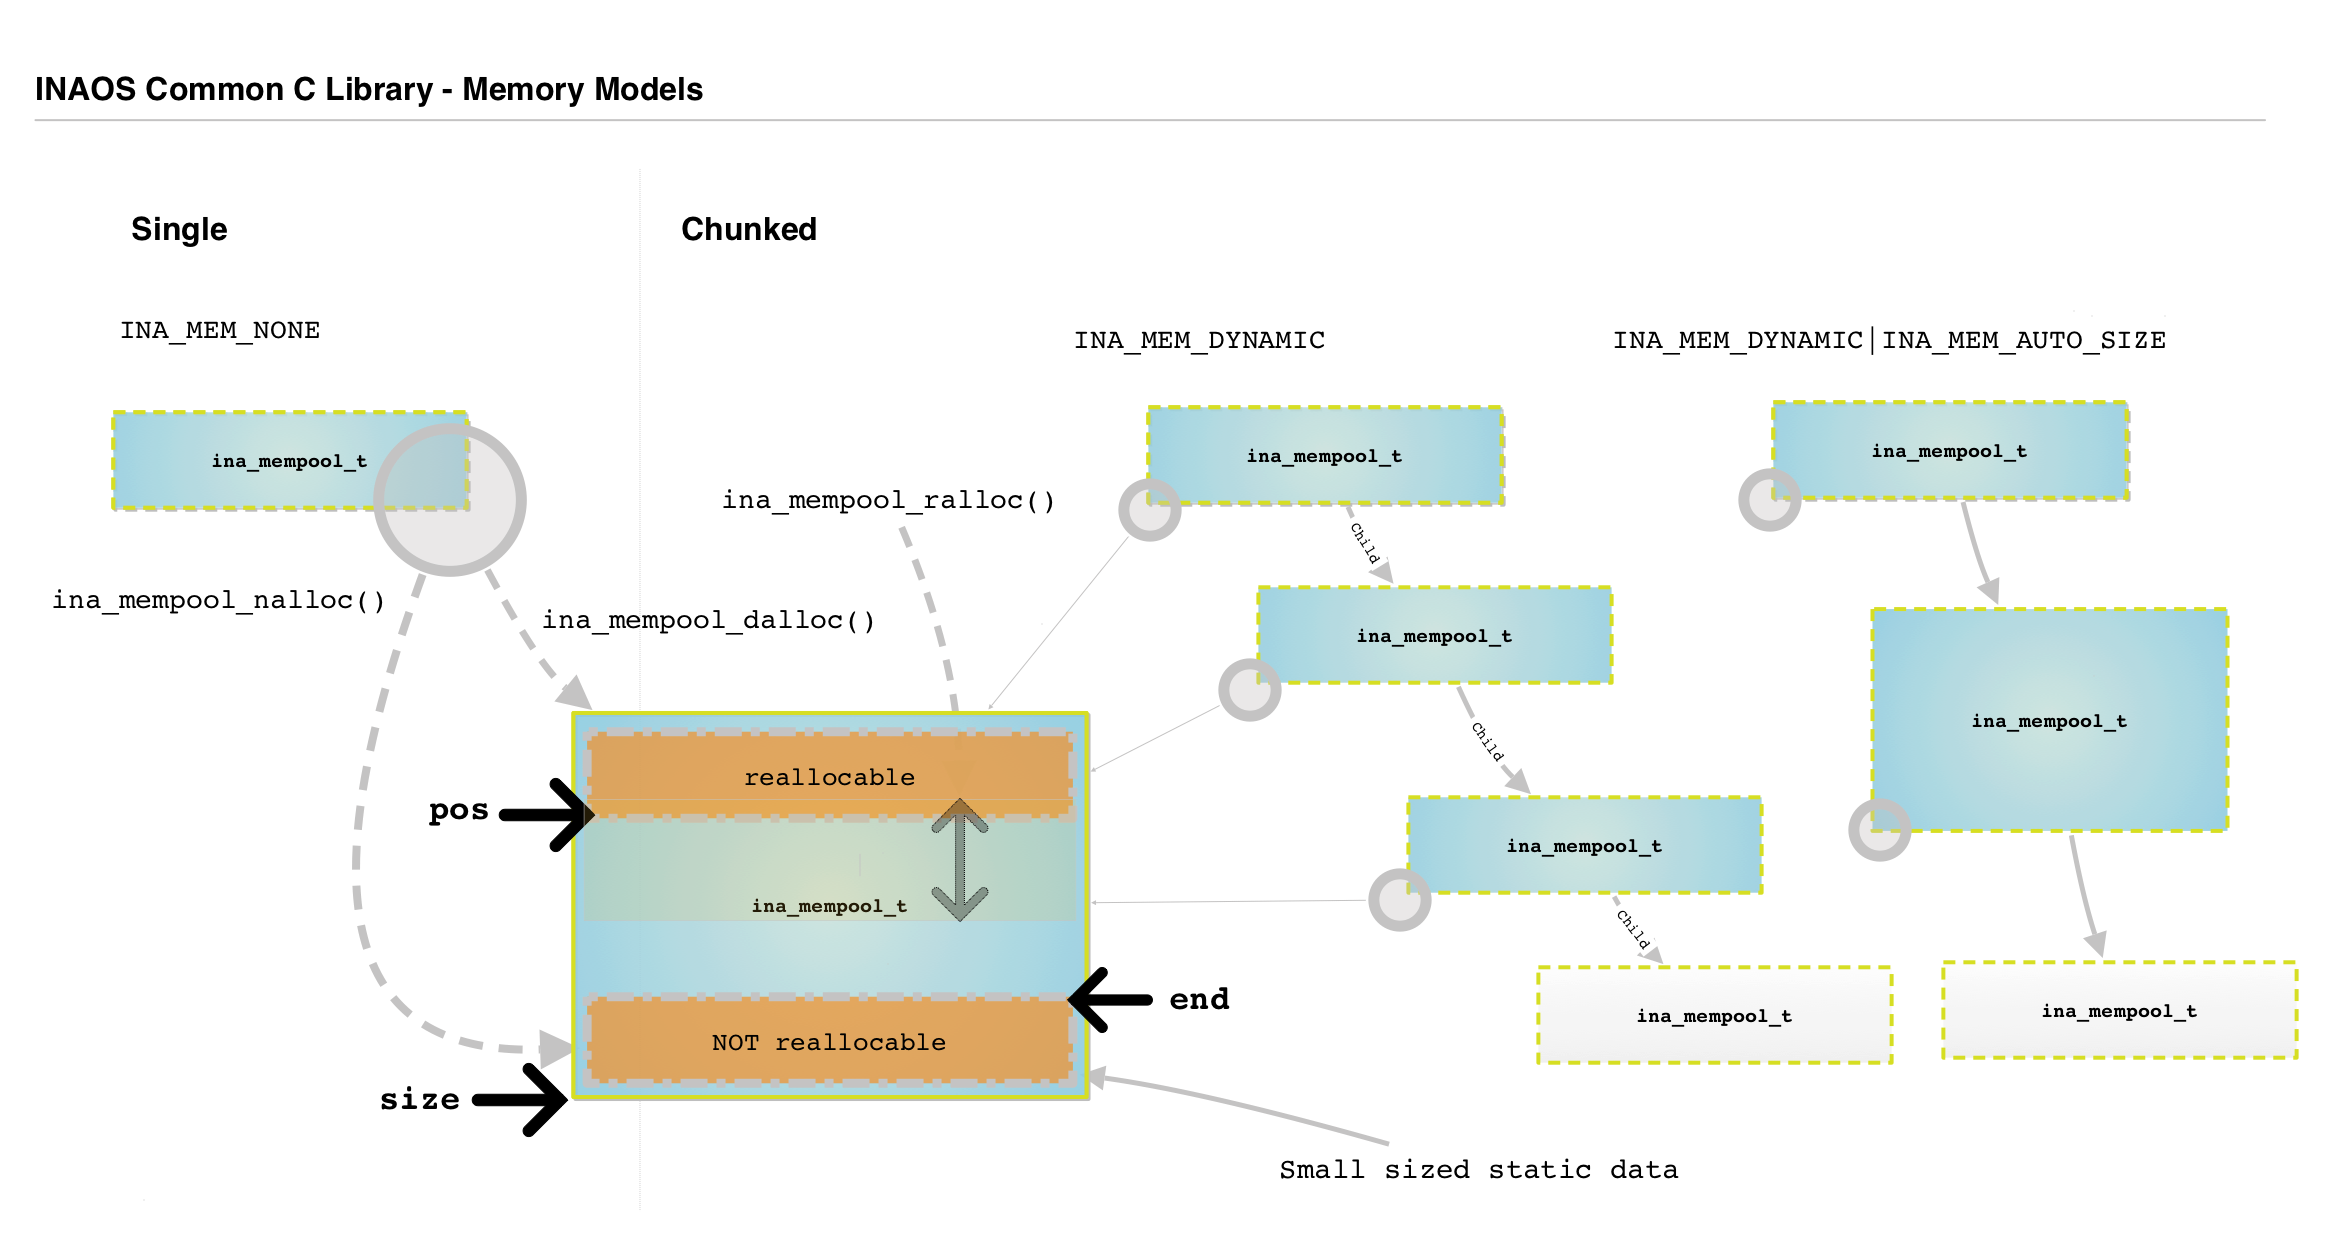 INAOS Common C Library - Memory Models
Single
Chunked
INA_MEM_NONE
INA_MEM_DYNAMIC
INA_MEM_DYNAMIC|INA_MEM_AUTO_SIZE
ina_mempool_t
ina_mempool_t
ina_mempool_t
ina_mempool_ralloc()
Child
ina_mempool_nalloc()
ina_mempool_dalloc()
ina_mempool_t
ina_mempool_t
Child
reallocable
pos
ina_mempool_t
ina_mempool_t
Child
end
ina_mempool_t
ina_mempool_t
NOT reallocable
size
Small sized static data